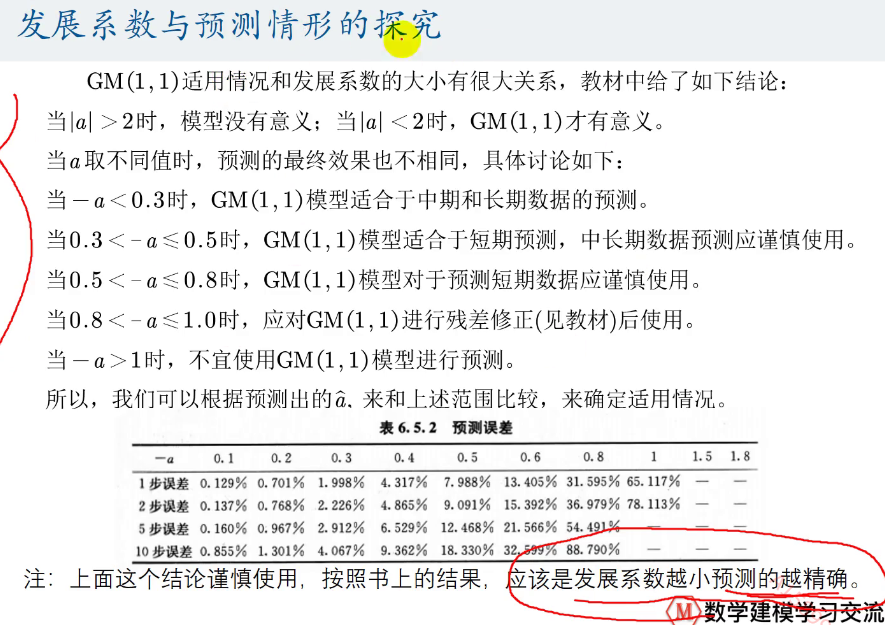 发展系数与预测情形的探究
GM(1,1)适用情况和发展系数的大小有很大关系，教材中给了如下结论：
当|a|>2时，模型没有意义；当|a|<2时，GM(1,1)才有意义。
当a取不同值时，预测的最终效果也不相同，具体讨论如下：
当-a<0.3时，GM(1,1)模型适合于中期和长期数据的预测。
当0.3<-a≤0.5时，GM(1,1)模型适合于短期预测，中长期数据预测应谨慎使用。
当0.5<-a≤0.8时，GM(1,1)模型对于预测短期数据应谨慎使用。
当0.8<-a≤1.0时，应对GM(1,1)进行残差修正(见教材)后使用。
当-a>1时，不宜使用GM(1,1)模型进行预测。
所以，我们可以根据预测出的â，来和上述范围比较，来确定适用情况。
表 6.5.2 预测误差
-a 0.1 0.2 0.3 0.4 0.5 0.6 0.8 1 1.5 1.8
1 步误差 0.129% 0.701% 1.998% 4.317% 7.988% 13.405% 31.595% 65.117% — —
2 步误差 0.137% 0.768% 2.226% 4.865% 9.091% 15.392% 36.979% 78.113% — —
5 步误差 0.160% 0.967% 2.912% 6.529% 12.468% 21.566% 54.491% — — —
10 步误差 0.855% 1.301% 4.067% 9.362% 18.330% 32.599% 88.790% — — —
注：上面这个结论谨慎使用，按照书上的结果，应该是发展系数越小预测的越精确。
M 数学建模学习交流